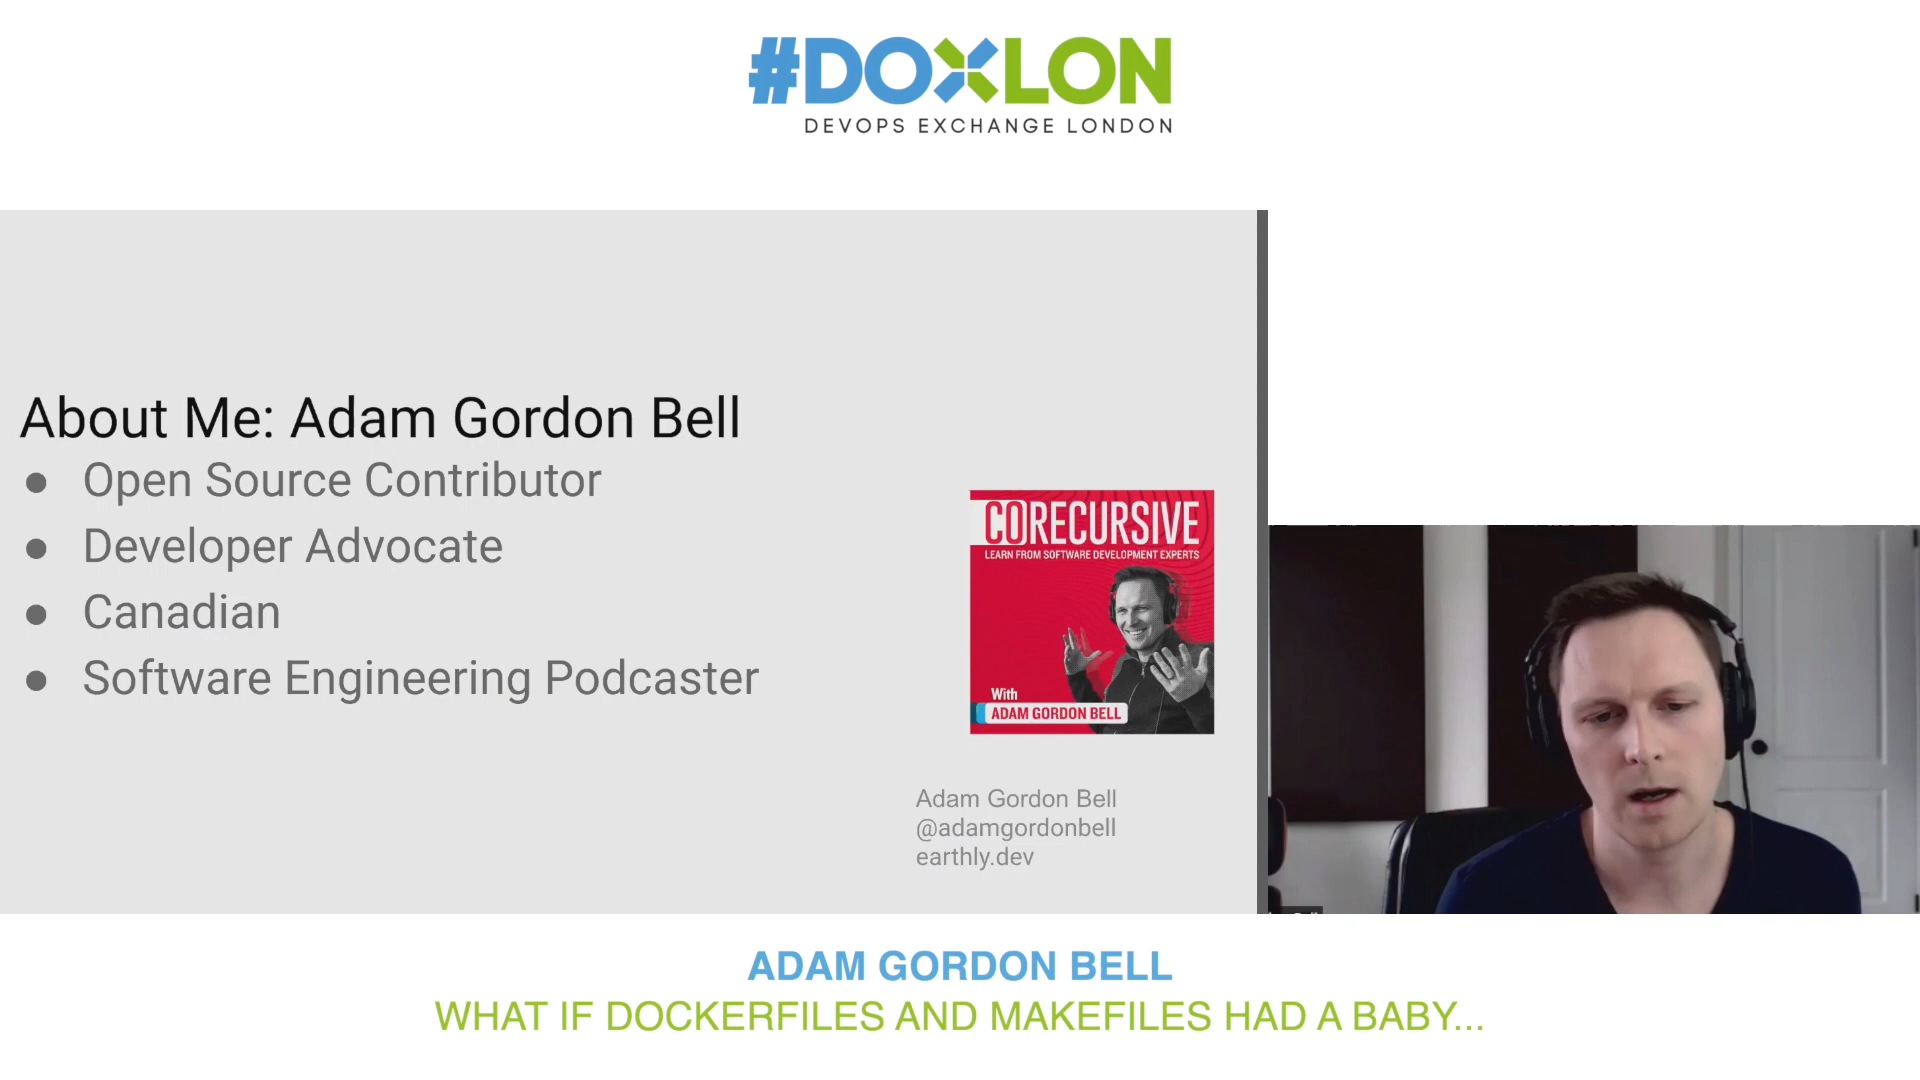 #DOXLON
DEVOPS EXCHANGE LONDON
About Me: Adam Gordon Bell
● Open Source Contributor
● Developer Advocate
● Canadian
● Software Engineering Podcaster
CORECURSIVE
LEARN FROM SOFTWARE DEVELOPMENT EXPERTS
With
ADAM GORDON BELL
Adam Gordon Bell
@adamgordonbell
earthly.dev
ADAM GORDON BELL
WHAT IF DOCKERFILES AND MAKEFILES HAD A BABY...